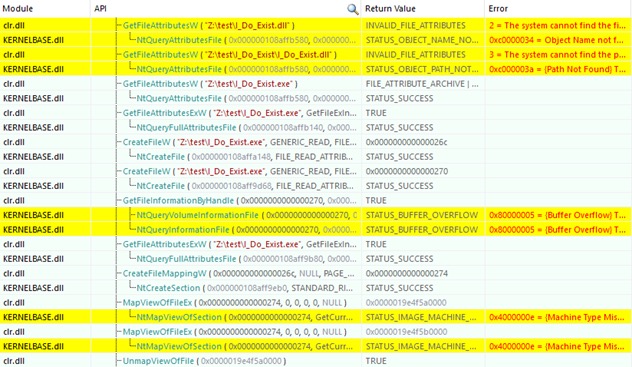 Module API Return Value Error
clr.dll GetFileAttributesW ( "Z:\test\I_Do_Exist.dll" ) INVALID_FILE_ATTRIBUTES 2 = The system cannot find the fi...
KERNELBASE.dll NtQueryAttributesFile ( 0x000000108affb580, 0x00000... STATUS_OBJECT_NAME_NO... 0xc0000034 = Object Name not f...
clr.dll GetFileAttributesW ( "Z:\test\I_Do_Exist\I_Do_Exist.dll" ) INVALID_FILE_ATTRIBUTES 3 = The system cannot find the p...
KERNELBASE.dll NtQueryAttributesFile ( 0x000000108affb580, 0x00000... STATUS_OBJECT_PATH_NOT... 0xc000003a = {Path Not Found} T...
clr.dll GetFileAttributesW ( "Z:\test\I_Do_Exist.exe" ) FILE_ATTRIBUTE_ARCHIVE | ...
KERNELBASE.dll NtQueryAttributesFile ( 0x000000108affb580, 0x00000... STATUS_SUCCESS
clr.dll GetFileAttributesExW ( "Z:\test\I_Do_Exist.exe", GetFileExIn... TRUE
KERNELBASE.dll NtQueryFullAttributesFile ( 0x000000108affb140, 0x000... STATUS_SUCCESS
clr.dll CreateFileW ( "Z:\test\I_Do_Exist.exe", GENERIC_READ, FILE... 0x000000000000026c
KERNELBASE.dll NtCreateFile ( 0x000000108affa148, FILE_READ_ATTRIB... STATUS_SUCCESS
clr.dll CreateFileW ( "Z:\test\I_Do_Exist.exe", GENERIC_READ, FILE... 0x0000000000000270
KERNELBASE.dll NtCreateFile ( 0x000000108aff9d68, FILE_READ_ATTRIB... STATUS_SUCCESS
clr.dll GetFileInformationByHandle ( 0x0000000000000270, 0x00000... TRUE
KERNELBASE.dll NtQueryVolumeInformationFile ( 0x0000000000000270, 0... STATUS_BUFFER_OVERFLOW 0x80000005 = {Buffer Overflow} T...
KERNELBASE.dll NtQueryInformationFile ( 0x0000000000000270, 0x00000... STATUS_BUFFER_OVERFLOW 0x80000005 = {Buffer Overflow} T...
clr.dll GetFileAttributesExW ( "Z:\test\I_Do_Exist.exe", GetFileExIn... TRUE
KERNELBASE.dll NtQueryFullAttributesFile ( 0x000000108aff9b80, 0x000... STATUS_SUCCESS
clr.dll CreateFileMappingW ( 0x000000000000026c, NULL, PAGE_... 0x0000000000000274
KERNELBASE.dll NtCreateSection ( 0x000000108aff9eb0, STANDARD_RI... STATUS_SUCCESS
clr.dll MapViewOfFileEx ( 0x0000000000000274, 0, 0, 0, 0, NULL ) 0x0000019e4f5a0000
KERNELBASE.dll NtMapViewOfSection ( 0x0000000000000274, GetCurr... STATUS_IMAGE_MACHINE_... 0x4000000e = {Machine Type Mis...
clr.dll MapViewOfFileEx ( 0x0000000000000274, 0, 0, 0, 0, NULL ) 0x0000019e4f5b0000
KERNELBASE.dll NtMapViewOfSection ( 0x0000000000000274, GetCurr... STATUS_IMAGE_MACHINE_... 0x4000000e = {Machine Type Mis...
clr.dll UnmapViewOfFile ( 0x0000019e4f5a0000 ) TRUE